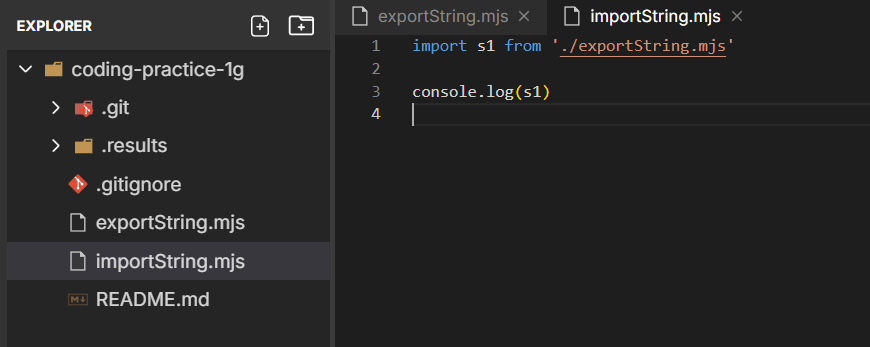 EXPLORER
coding-practice-1g
.git
.results
.gitignore
exportString.mjs
importString.mjs
README.md
exportString.mjs
importString.mjs
1 import s1 from './exportString.mjs'
2
3 console.log(s1)
4